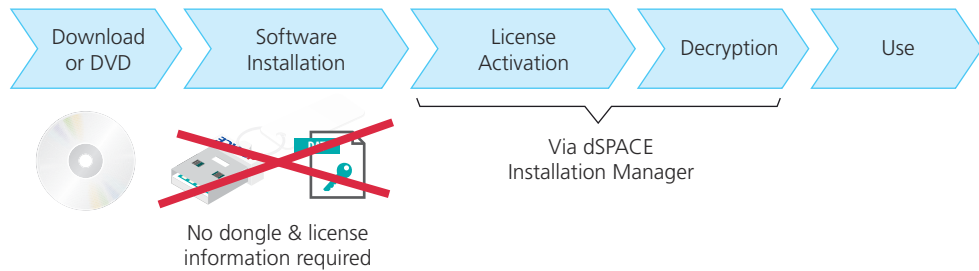 Download
or DVD
Software
Installation
License
Activation
Decryption
Use
Via dSPACE
Installation Manager
No dongle & license
information required